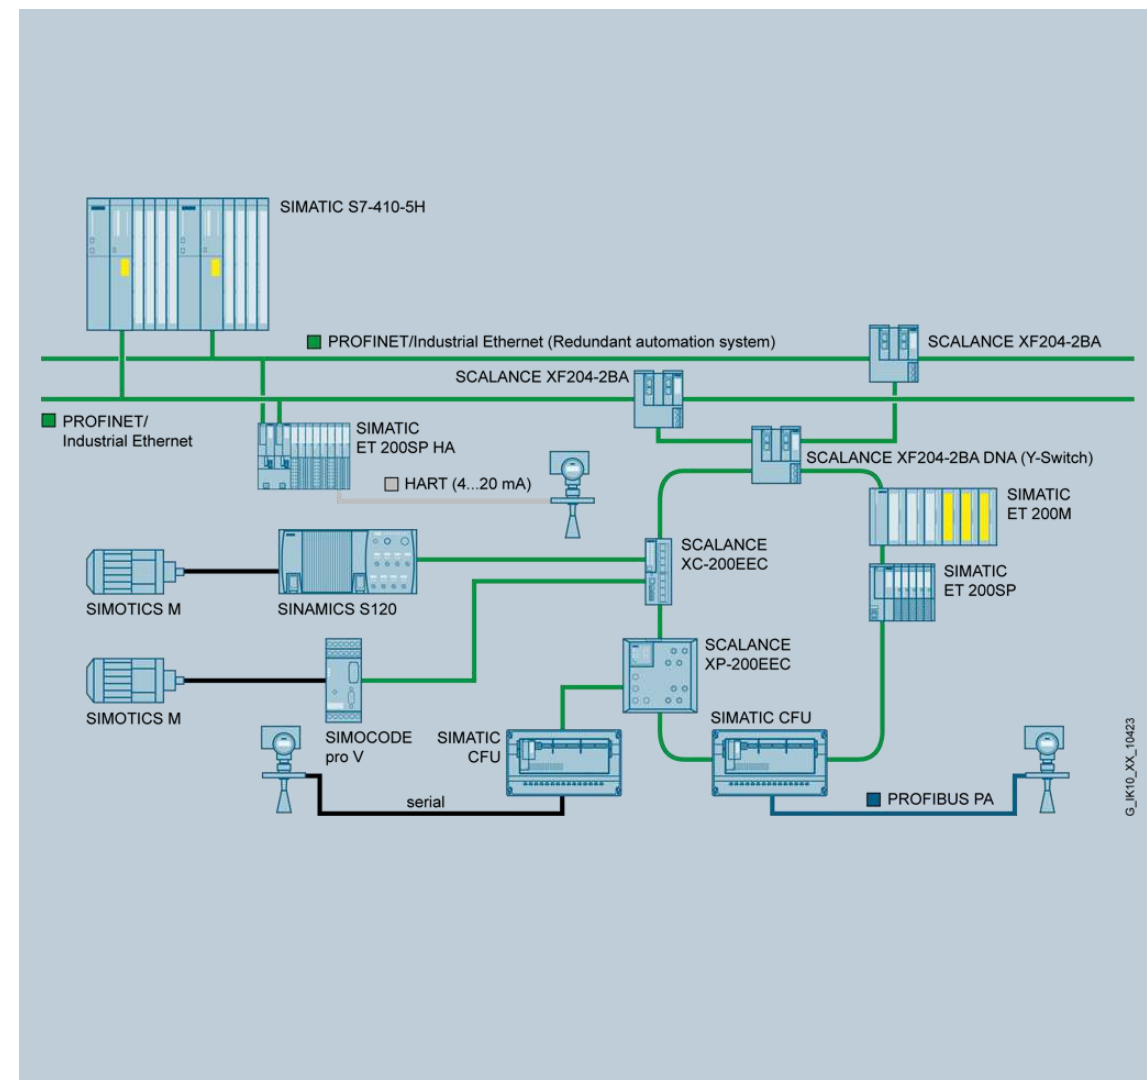 SIMATIC S7-410-5H
PROFINET/Industrial Ethernet (Redundant automation system)
SCALANCE XF204-2BA
SCALANCE XF204-2BA
PROFINET/
Industrial Ethernet
SIMATIC
ET 200SP HA
SCALANCE XF204-2BA DNA (Y-Switch)
HART (4...20 mA)
SIMATIC
ET 200M
SCALANCE
XC-200EEC
SIMATIC
ET 200SP
SIMOTICS M
SINAMICS S120
SCALANCE
XP-200EEC
SIMOTICS M
SIMOCODE
pro V
SIMATIC
CFU
SIMATIC CFU
serial
PROFIBUS PA
G_IK10_XX_10423